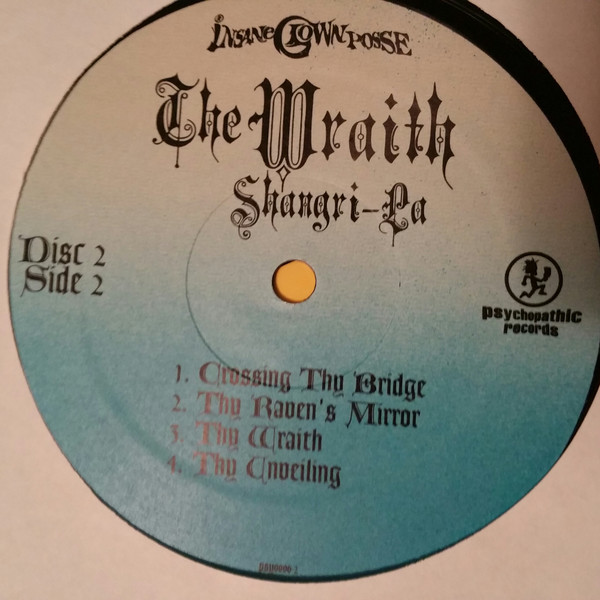 INSANE CLOWN POSSE
The Wraith
Shangri-La
Disc 2
Side 2
psychopathic
records
1. Crossing Thy Bridge
2. Thy Raven's Mirror
3. Thy Wraith
4. Thy Unveiling